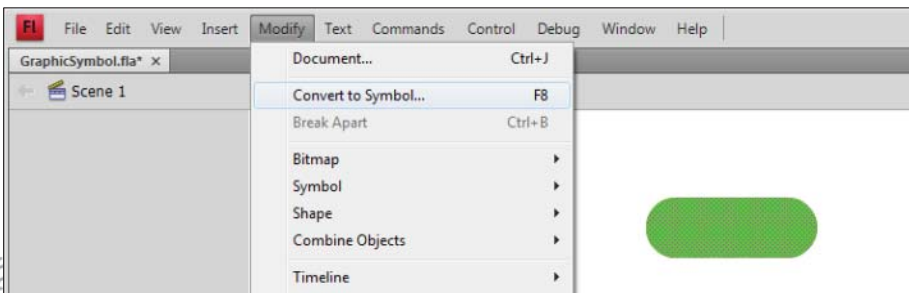 FL File Edit View Insert Modify Text Commands Control Debug Window Help
GraphicSymbol.fla* ×
Scene 1
Document... Ctrl+J
Convert to Symbol... F8
Break Apart Ctrl+B
Bitmap
Symbol
Shape
Combine Objects
Timeline